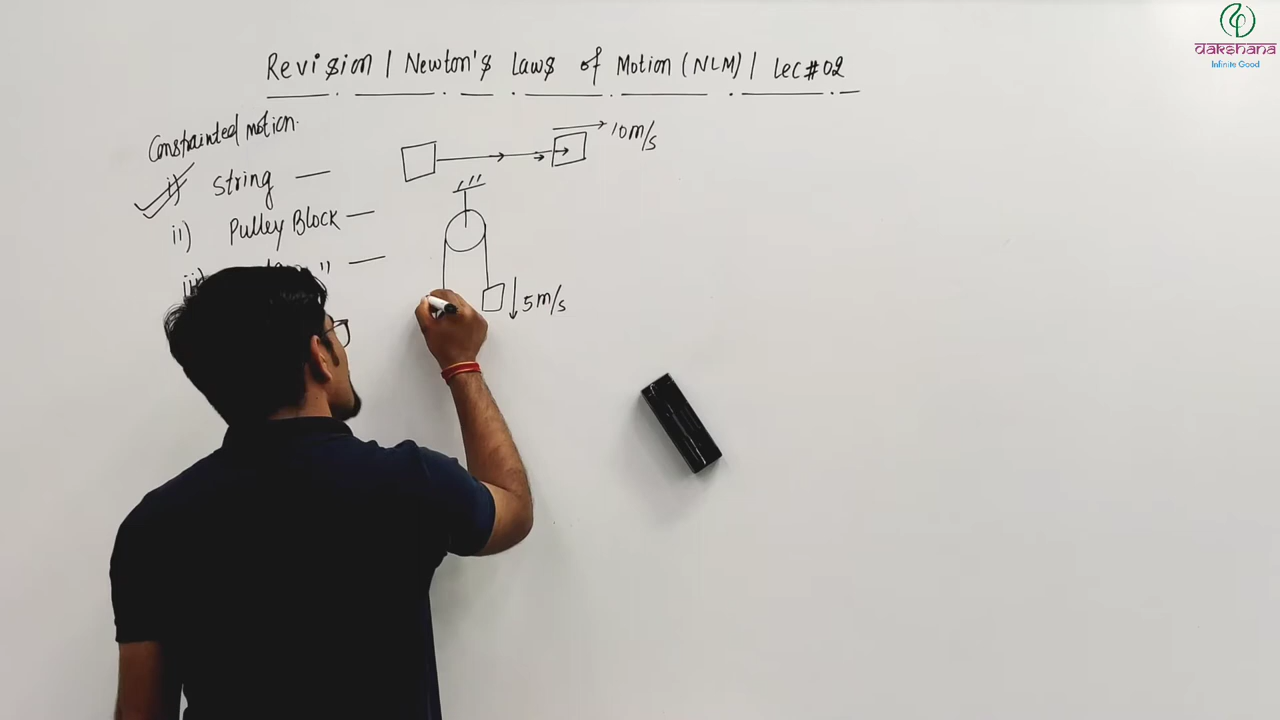 Revision | Newton's Laws of Motion (NLM) | Lec#02
Constrainted motion.
i) String —
ii) Pulley Block —
iii) " —
10m/s
5m/s
dakshana
Infinite Good